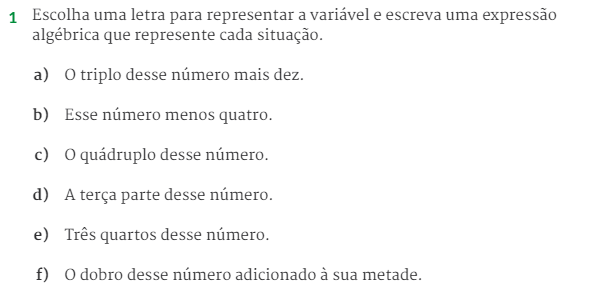 1 Escolha uma letra para representar a variável e escreva uma expressão
algébrica que represente cada situação.
a) O triplo desse número mais dez.
b) Esse número menos quatro.
c) O quádruplo desse número.
d) A terça parte desse número.
e) Três quartos desse número.
f) O dobro desse número adicionado à sua metade.